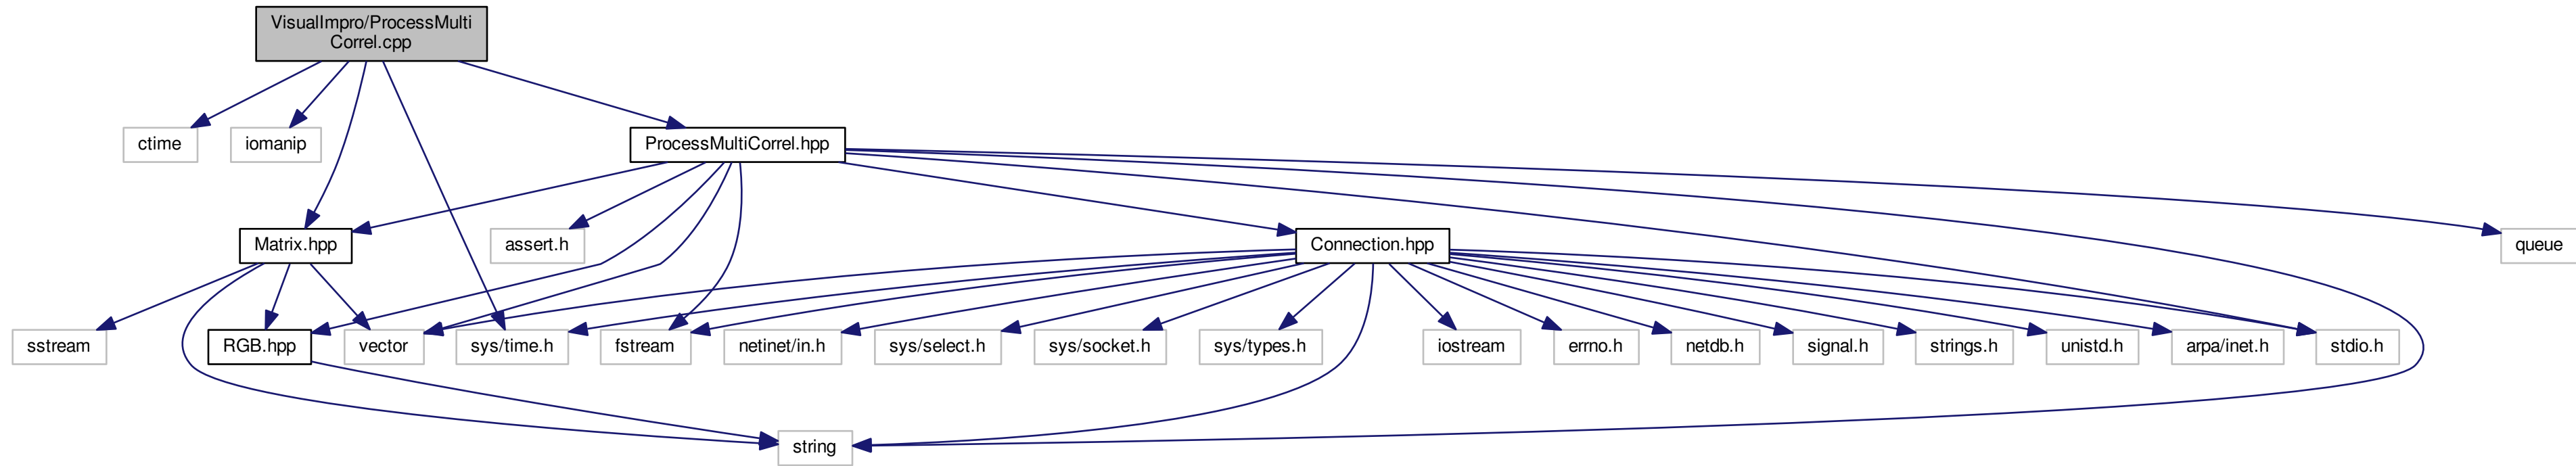 VisualImpro/ProcessMulti
Correl.cpp
ctime
iomanip
ProcessMultiCorrel.hpp
Matrix.hpp
assert.h
Connection.hpp
queue
sstream
RGB.hpp
vector
sys/time.h
fstream
netinet/in.h
sys/select.h
sys/socket.h
sys/types.h
iostream
errno.h
netdb.h
signal.h
strings.h
unistd.h
arpa/inet.h
stdio.h
string